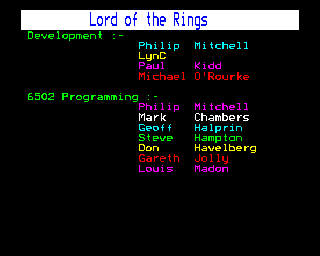 Lord of the Rings
Development :-
Philip Mitchell
LynC
Paul Kidd
Michael O'Rourke
6502 Programming :-
Philip Mitchell
Mark Chambers
Geoff Halprin
Steve Hampton
Don Havelberg
Gareth Jolly
Louis Madon